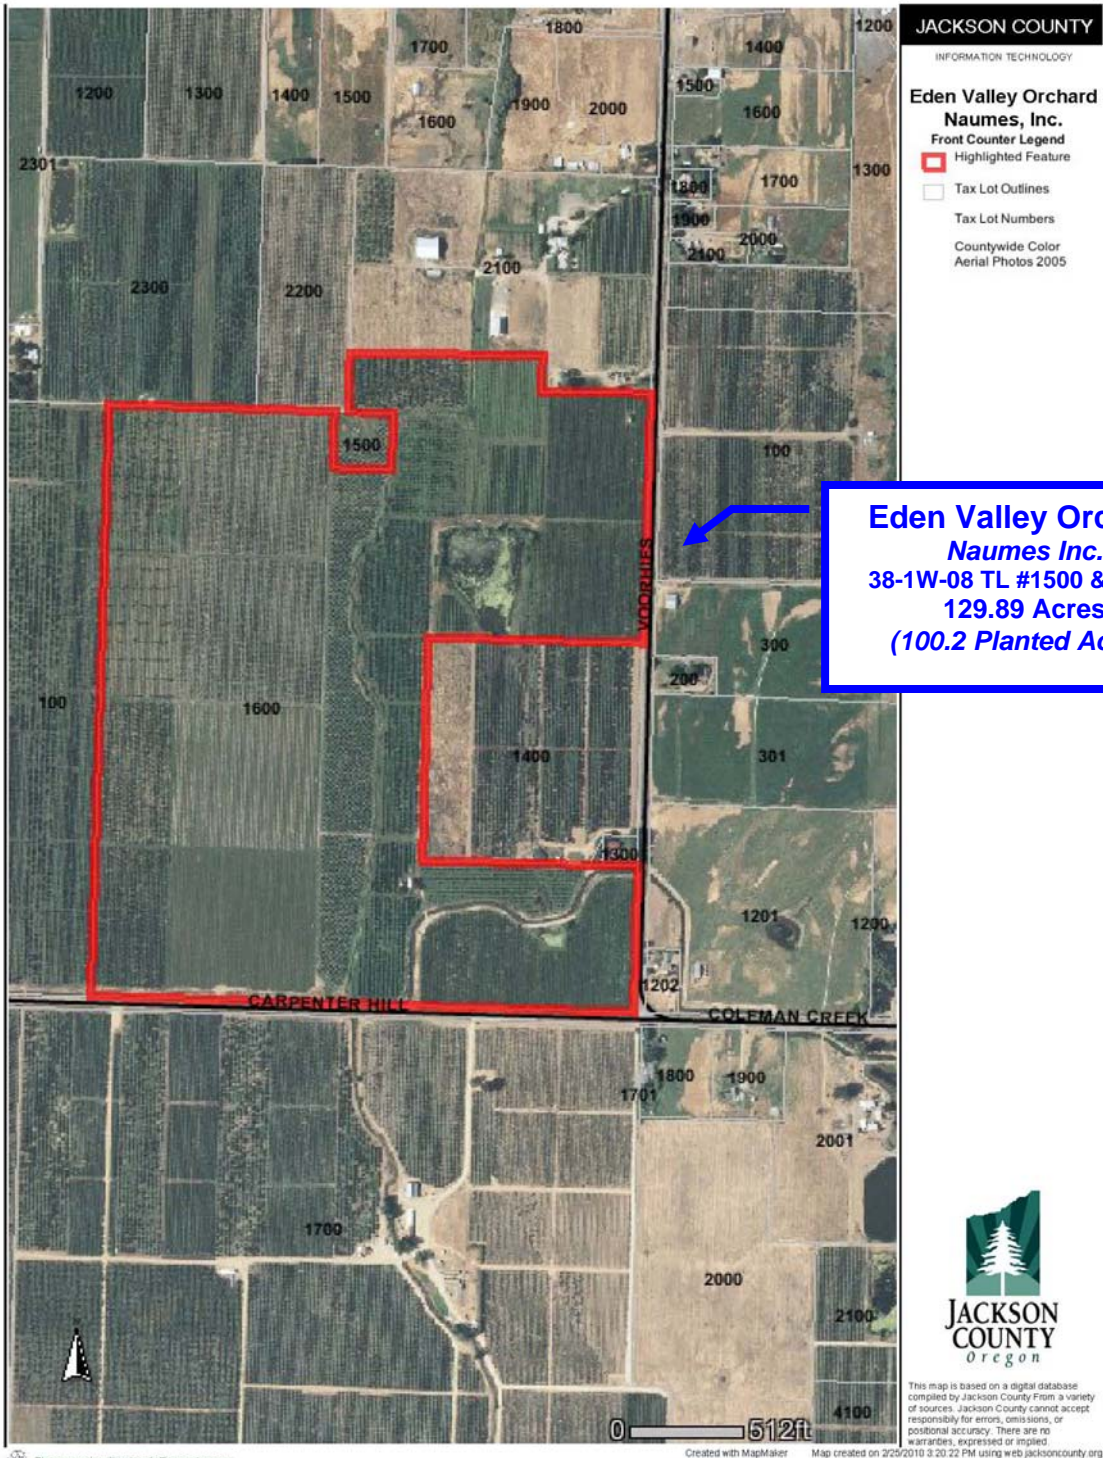 JACKSON COUNTY
INFORMATION TECHNOLOGY
Eden Valley Orchard
Naumes, Inc.
Front Counter Legend
Highlighted Feature
Tax Lot Outlines
Tax Lot Numbers
Countywide Color
Aerial Photos 2005
1800
1200
1700
1400
1200
1300
1400
1500
1500
1900
2000
1600
1600
2301
1300
1700
1800
1900
2000
2100
2100
2300
2200
1500
100
Eden Valley Orc
Naumes Inc.
38-1W-08 TL #1500 &
129.89 Acres
(100.2 Planted Ac
VOORHIES
300
200
100
1600
1400
301
1300
1201
1200
1202
CARPENTER HILL
COLEMAN CREEK
1800
1900
1701
2001
1700
2000
2100
4100
0
512ft
JACKSON
COUNTY
Oregon
This map is based on a digital database
compiled by Jackson County From a variety
of sources. Jackson County cannot accept
responsibly for errors, omissions, or
positional accuracy. There are no
warranties, expressed or implied.
Created with MapMaker
Map created on 2/25/2010 3:20:22 PM using web.jacksoncounty.org